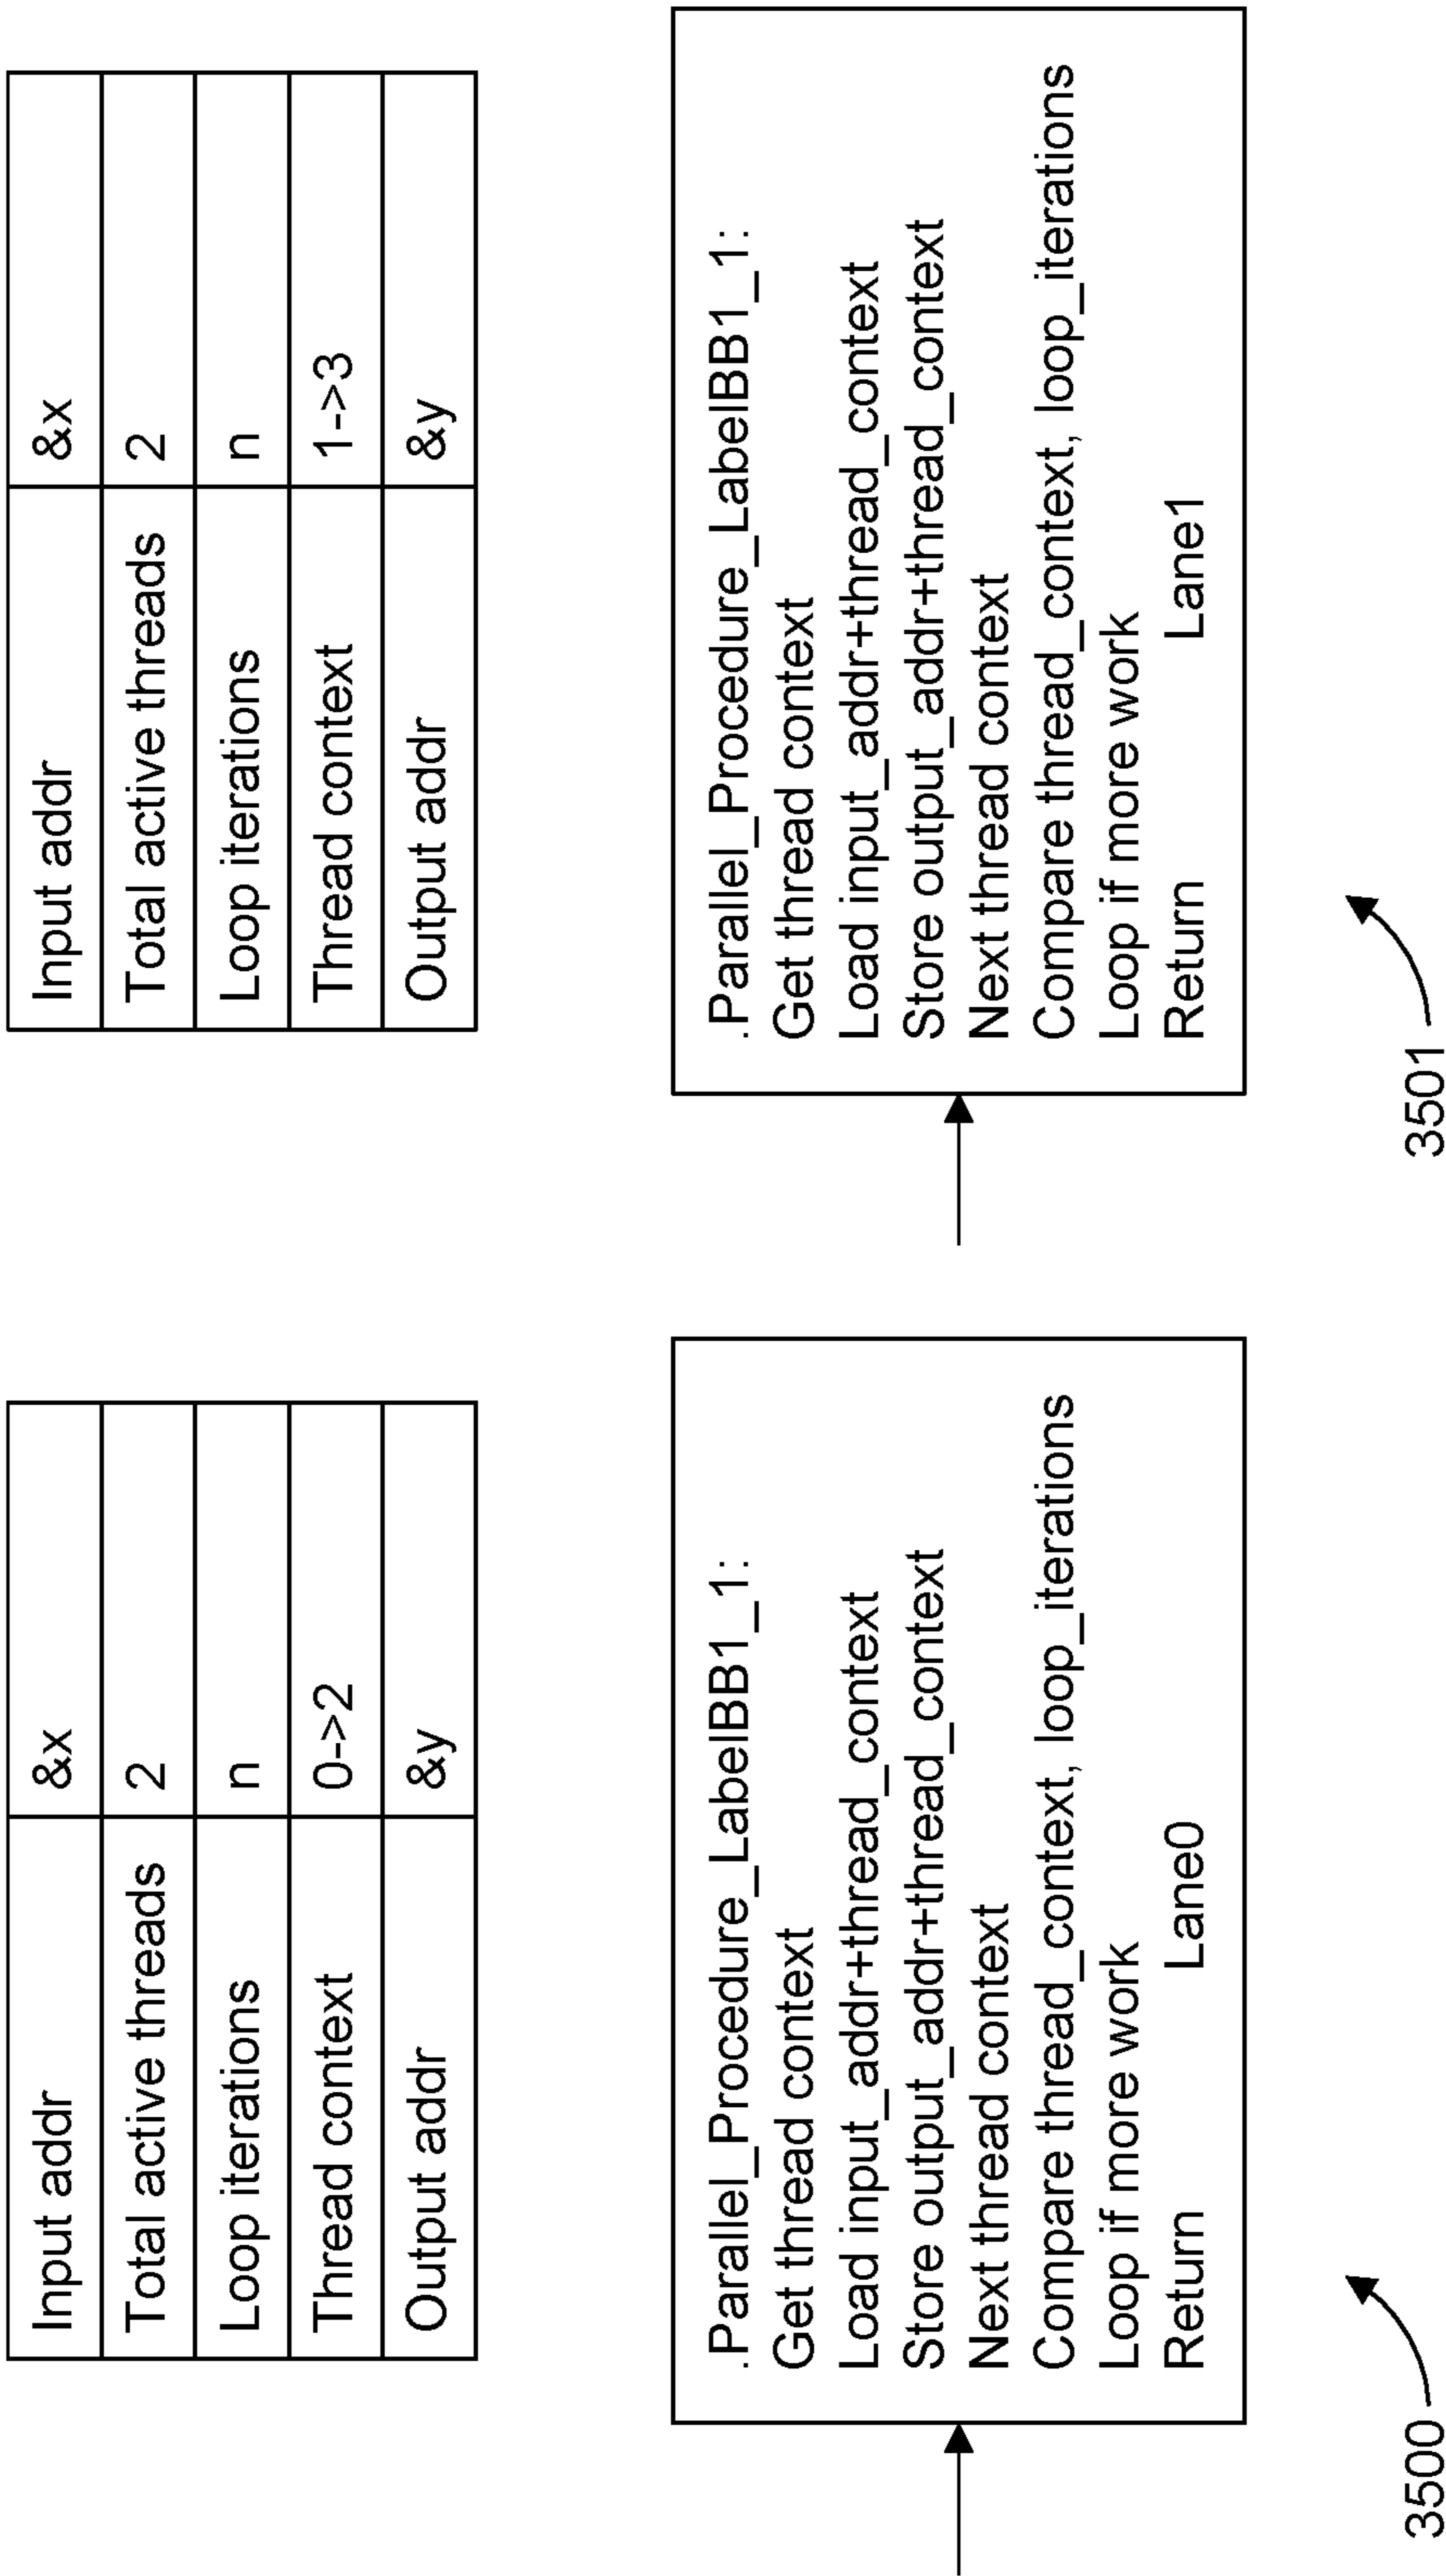 Input addr &x
Total active threads 2
Loop iterations n
Thread context 0->2
Output addr &y
.Parallel_Procedure_LabelBB1_1:
Get thread context
Load input_addr+thread_context
Store output_addr+thread_context
Next thread context
Compare thread_context, loop_iterations
Loop if more work
Return Lane0
3500
Input addr &x
Total active threads 2
Loop iterations n
Thread context 1->3
Output addr &y
.Parallel_Procedure_LabelBB1_1:
Get thread context
Load input_addr+thread_context
Store output_addr+thread_context
Next thread context
Compare thread_context, loop_iterations
Loop if more work
Return Lane1
3501